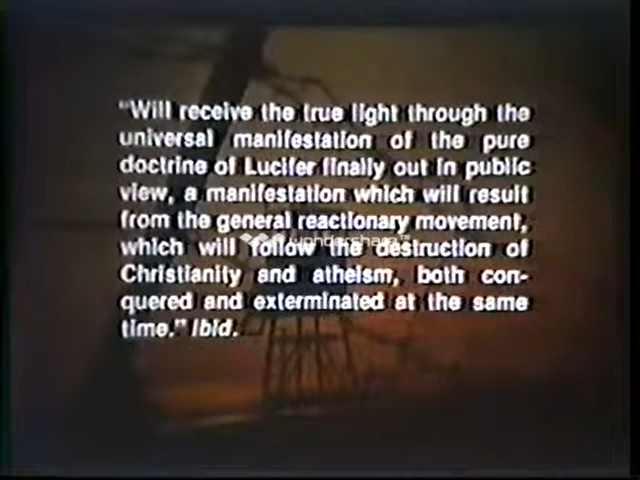 "Will receive the true light through the
universal manifestation of the pure
doctrine of Lucifer finally out in public
view, a manifestation which will result
from the general reactionary movement,
which will follow the destruction of
Christianity and atheism, both con-
quered and exterminated at the same
time." Ibid.
wondershare™